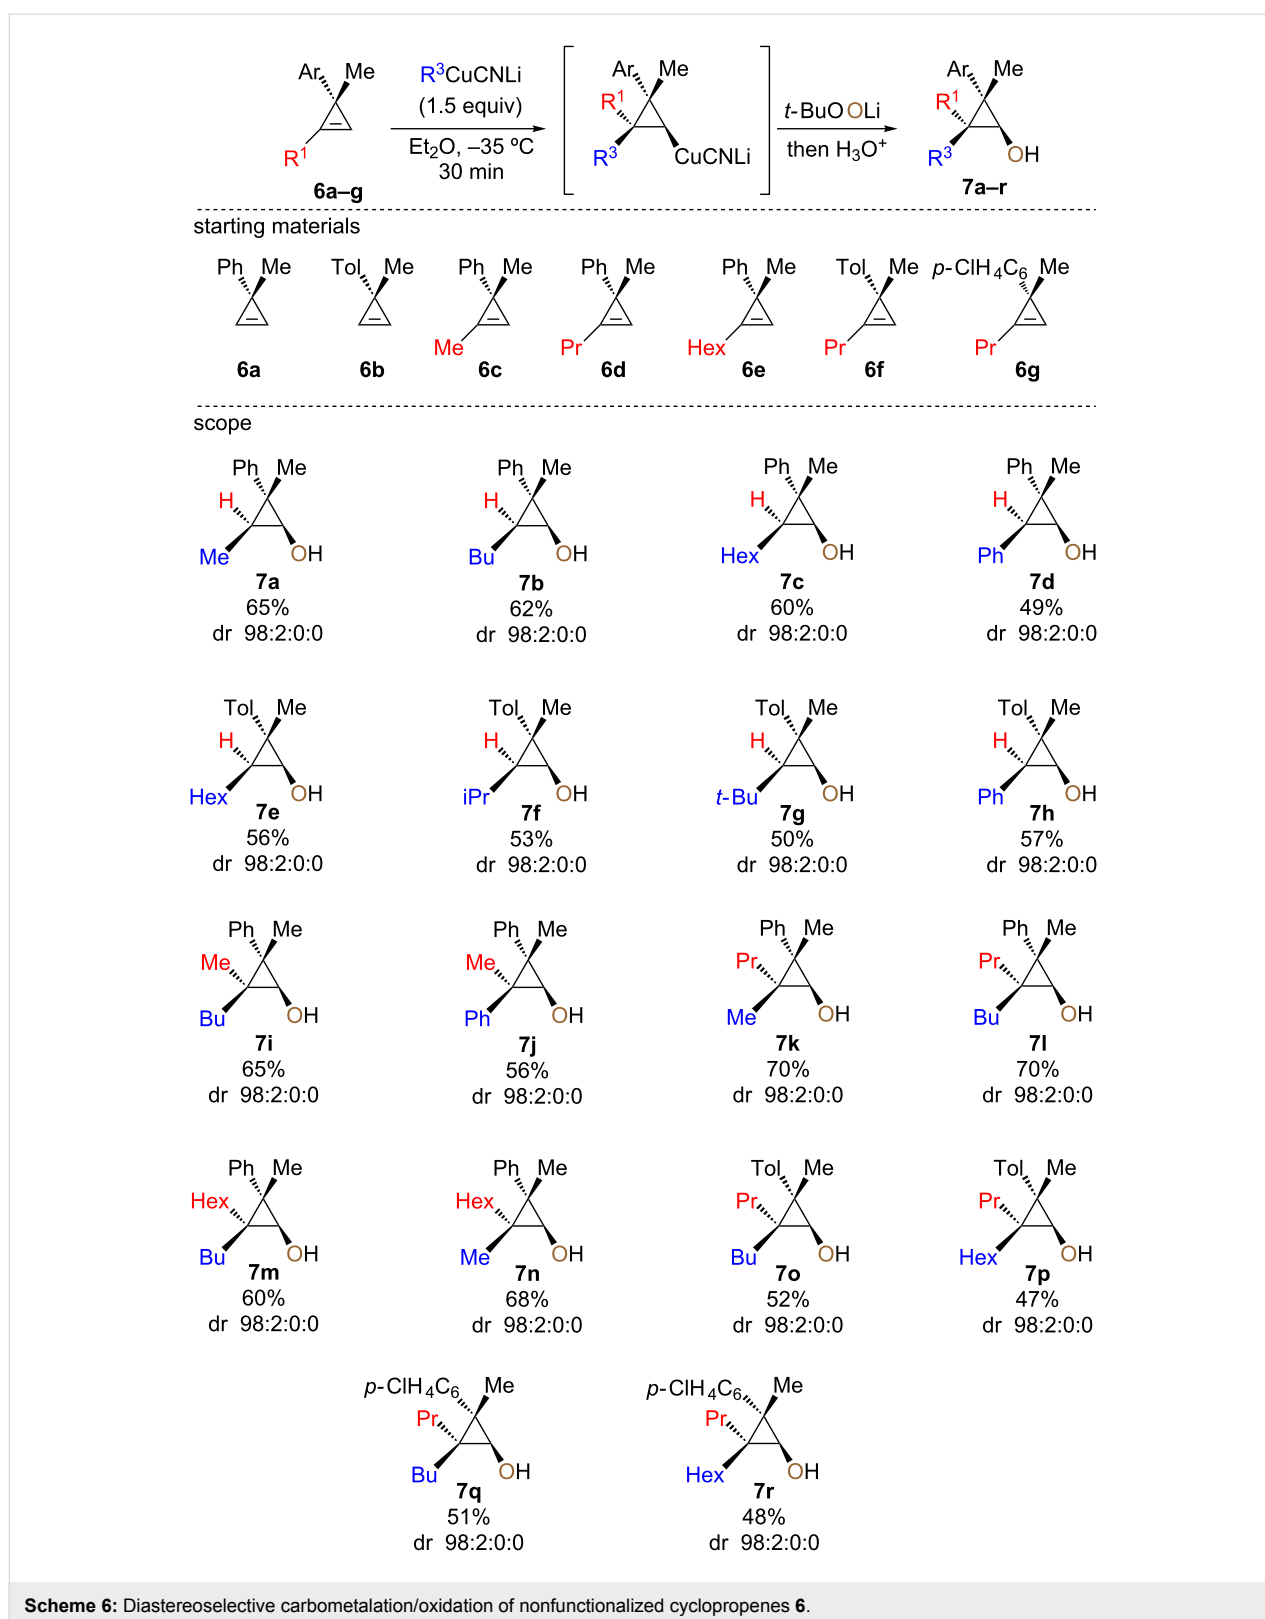 Ar Me R³CuCNLi (1.5 equiv) Et₂O, –35 ºC 30 min Ar Me R¹ R³ CuCNLi t-BuOOLi then H₃O⁺ Ar Me R¹ R³ OH
R¹
6a–g 7a–r
starting materials
Ph Me Tol Me Ph Me Ph Me Ph Me Tol Me p-ClH₄C₆ Me
Me Pr Hex Pr Pr
6a 6b 6c 6d 6e 6f 6g
scope
Ph Me Ph Me Ph Me Ph Me
H H H H
Me OH Bu OH Hex OH Ph OH
7a 7b 7c 7d
65% 62% 60% 49%
dr 98:2:0:0 dr 98:2:0:0 dr 98:2:0:0 dr 98:2:0:0
Tol Me Tol Me Tol Me Tol Me
H H H H
Hex OH iPr OH t-Bu OH Ph OH
7e 7f 7g 7h
56% 53% 50% 57%
dr 98:2:0:0 dr 98:2:0:0 dr 98:2:0:0 dr 98:2:0:0
Ph Me Ph Me Ph Me Ph Me
Me Me Pr Pr
Bu OH Ph OH Me OH Bu OH
7i 7j 7k 7l
65% 56% 70% 70%
dr 98:2:0:0 dr 98:2:0:0 dr 98:2:0:0 dr 98:2:0:0
Ph Me Ph Me Tol Me Tol Me
Hex Hex Pr Pr
Bu OH Me OH Bu OH Hex OH
7m 7n 7o 7p
60% 68% 52% 47%
dr 98:2:0:0 dr 98:2:0:0 dr 98:2:0:0 dr 98:2:0:0
p-ClH₄C₆ Me p-ClH₄C₆ Me
Pr Pr
Bu OH Hex OH
7q 7r
51% 48%
dr 98:2:0:0 dr 98:2:0:0
Scheme 6: Diastereoselective carbometalation/oxidation of nonfunctionalized cyclopropenes 6.